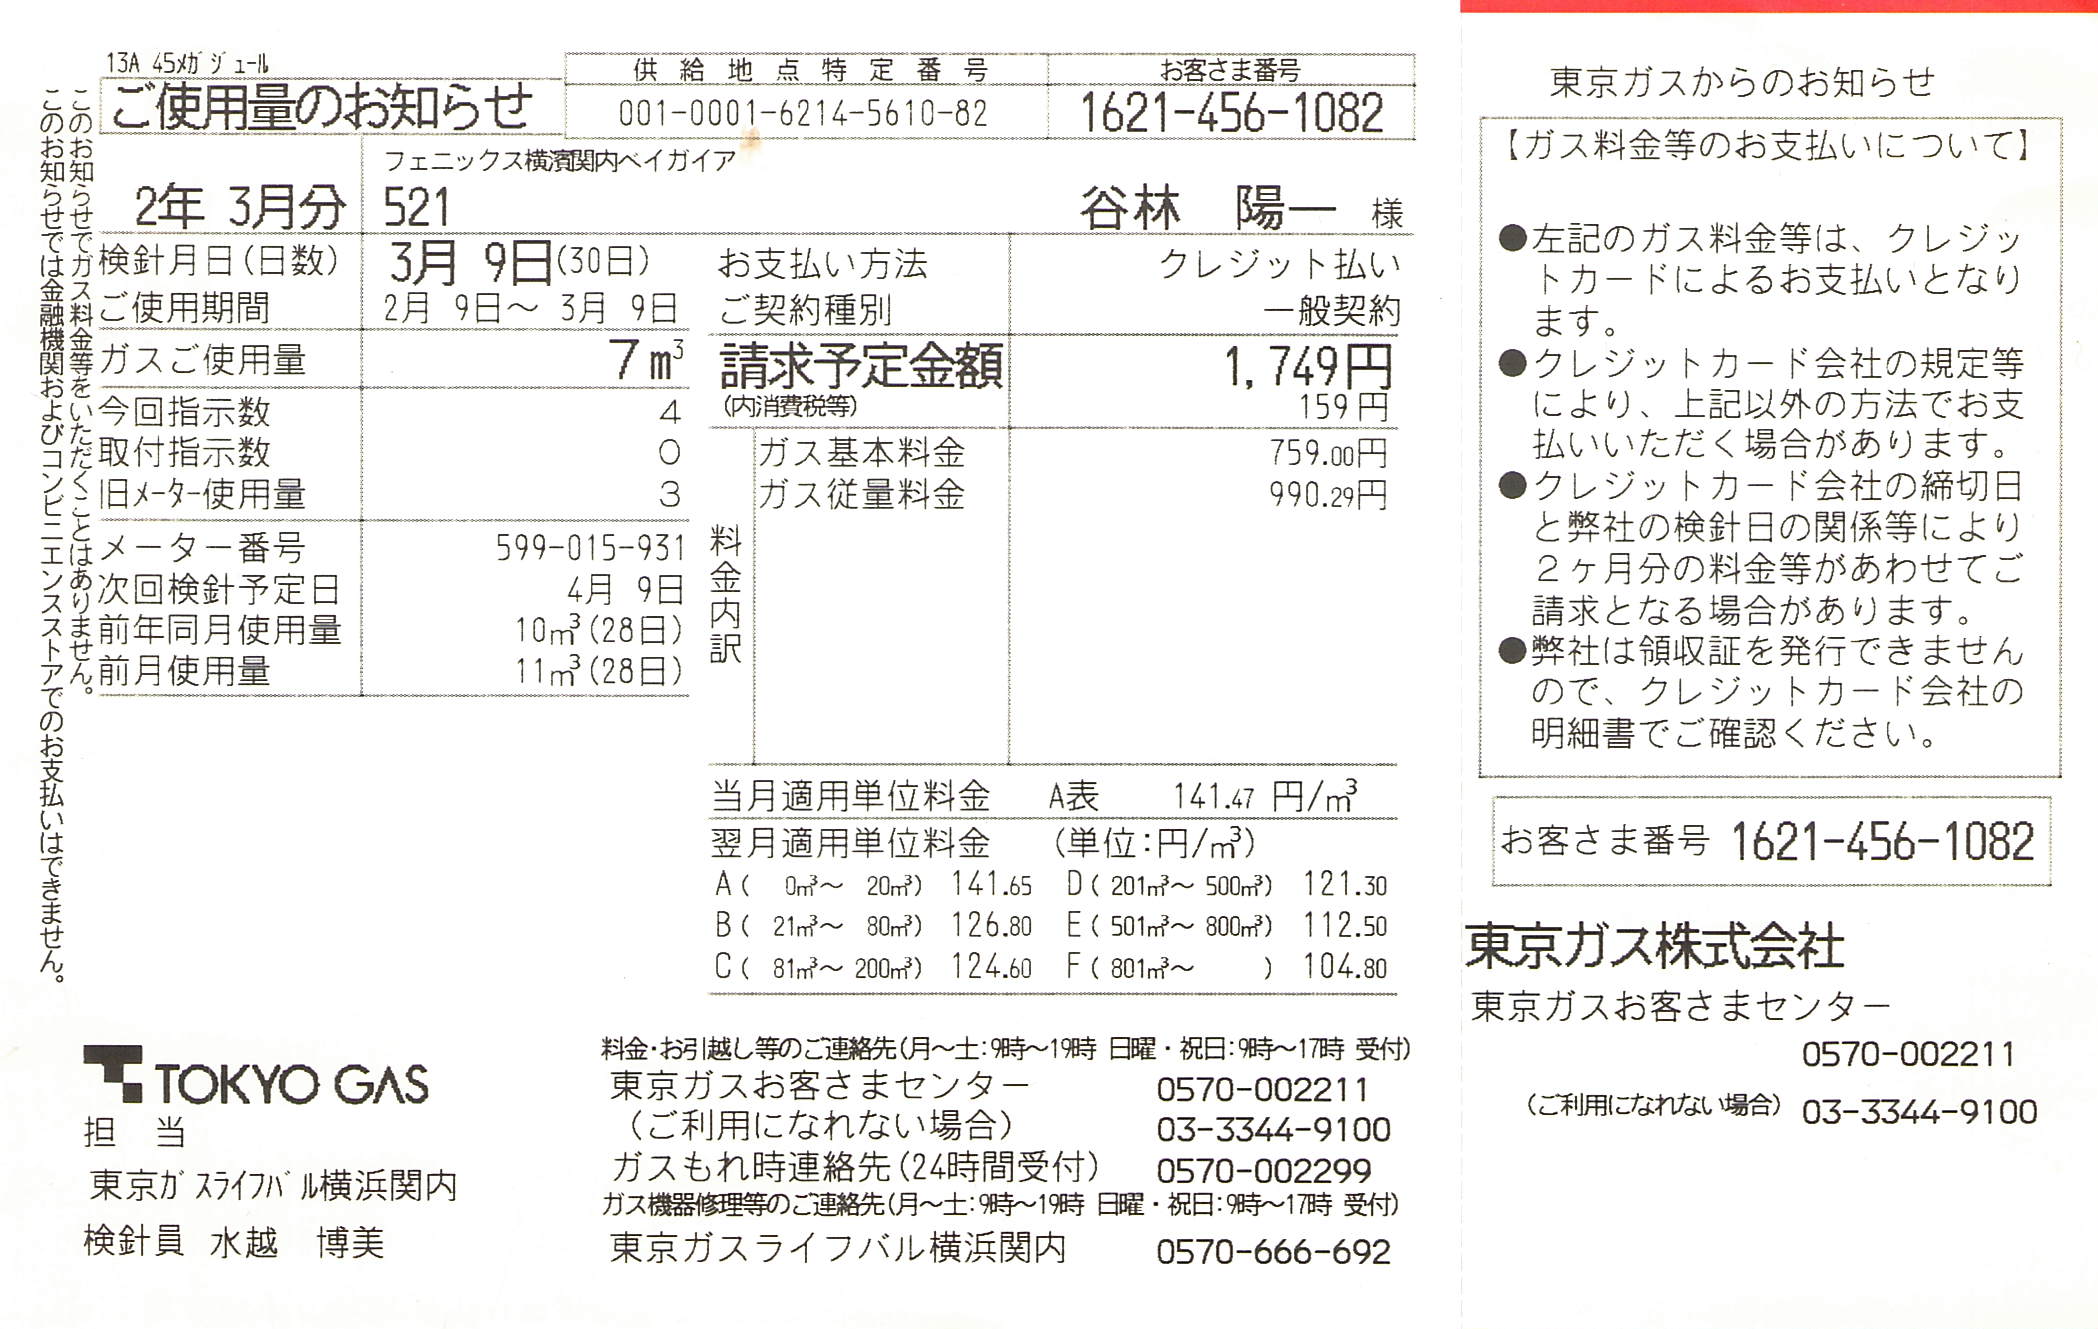 13A 45メガジュール
ご使用量のお知らせ
供給地点特定番号
001-0001-6214-5610-82
お客さま番号
1621-456-1082
2年 3月分
フェニックス横濱関内ベイガイア
521
谷林 陽一 様
検針月日(日数) 3月 9日(30日)
ご使用期間 2月 9日～ 3月 9日
ガスご使用量 7m³
今回指示数 4
取付指示数 0
旧メーター使用量 3
メーター番号 599-015-931
次回検針予定日 4月 9日
前年同月使用量 10m³(28日)
前月使用量 11m³(28日)
お支払い方法 クレジット払い
ご契約種別 一般契約
請求予定金額 1,749円
(内消費税等) 159円
料金内訳
ガス基本料金 759.00円
ガス従量料金 990.29円
当月適用単位料金 A表 141.47 円/m³
翌月適用単位料金 (単位:円/m³)
A( 0m³～ 20m³) 141.65 D(201m³～ 500m³) 121.30
B( 21m³～ 80m³) 126.80 E(501m³～ 800m³) 112.50
C( 81m³～ 200m³) 124.60 F(801m³～ ) 104.80
このお知らせでガス料金等をいただくことはありません。
このお知らせでは金融機関およびコンビニエンスストアでのお支払いはできません。
TOKYO GAS
担 当
東京ガスライフバル横浜関内
検針員 水越 博美
料金・お引越し等のご連絡先(月～土:9時～19時 日曜・祝日:9時～17時 受付)
東京ガスお客さまセンター 0570-002211
(ご利用になれない場合) 03-3344-9100
ガスもれ時連絡先(24時間受付) 0570-002299
ガス機器修理等のご連絡先(月～土:9時～19時 日曜・祝日:9時～17時 受付)
東京ガスライフバル横浜関内 0570-666-692
東京ガスからのお知らせ
【ガス料金等のお支払いについて】
●左記のガス料金等は、クレジッ
トカードによるお支払いとなり
ます。
●クレジットカード会社の規定等
により、上記以外の方法でお支
払いいただく場合があります。
●クレジットカード会社の締切日
と弊社の検針日の関係等により
２ヶ月分の料金等があわせてご
請求となる場合があります。
●弊社は領収証を発行できません
ので、クレジットカード会社の
明細書でご確認ください。
お客さま番号 1621-456-1082
東京ガス株式会社
東京ガスお客さまセンター
0570-002211
(ご利用になれない場合) 03-3344-9100